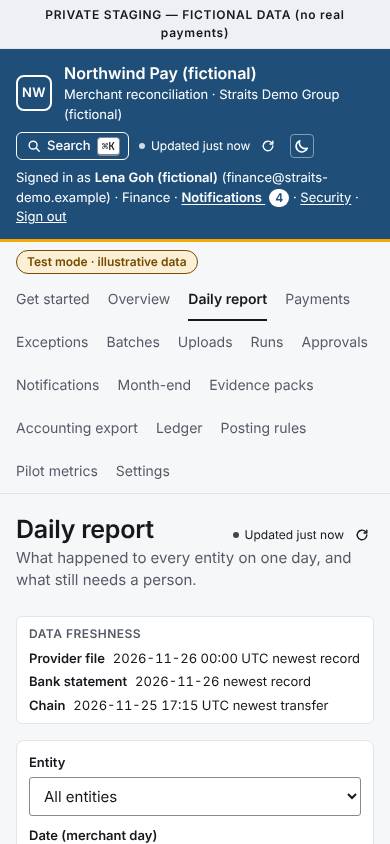 PRIVATE STAGING — FICTIONAL DATA (no real
payments)
NW
Northwind Pay (fictional)
Merchant reconciliation · Straits Demo Group
(fictional)
Search ⌘K Updated just now
Signed in as Lena Goh (fictional) (finance@straits-
demo.example) · Finance · Notifications 4 · Security ·
Sign out
Test mode · illustrative data
Get started Overview Daily report Payments
Exceptions Batches Uploads Runs Approvals
Notifications Month-end Evidence packs
Accounting export Ledger Posting rules
Pilot metrics Settings
Daily report Updated just now
What happened to every entity on one day, and
what still needs a person.
DATA FRESHNESS
Provider file 2026-11-26 00:00 UTC newest record
Bank statement 2026-11-26 newest record
Chain 2026-11-25 17:15 UTC newest transfer
Entity
All entities
Date (merchant day)